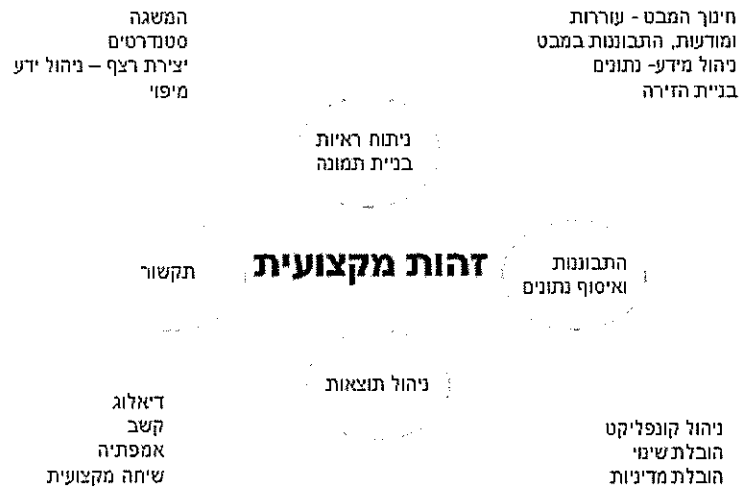 חינוך המבט - עוררות
ומודעות, התבוננות במבט
ניהול מידע- נתונים
בניית הזירה
המשגה
סטנדרטים
יצירת רצף – ניהול ידע
מיפוי
ניתוח ראיות
בניית תמונה
התבוננות
ואיסוף נתונים
זהות מקצועית
תקשור
ניהול תוצאות
ניהול קונפליקט
הובלת שינוי
הובלת מדיניות
דיאלוג
קשב
אמפתיה
שיחה מקצועית